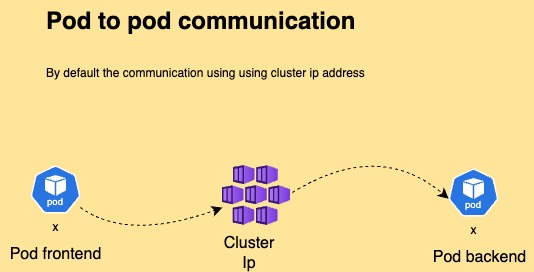 Pod to pod communication
By default the communication using using cluster ip address
pod
pod
x
x
Pod frontend
Cluster
Ip
Pod backend